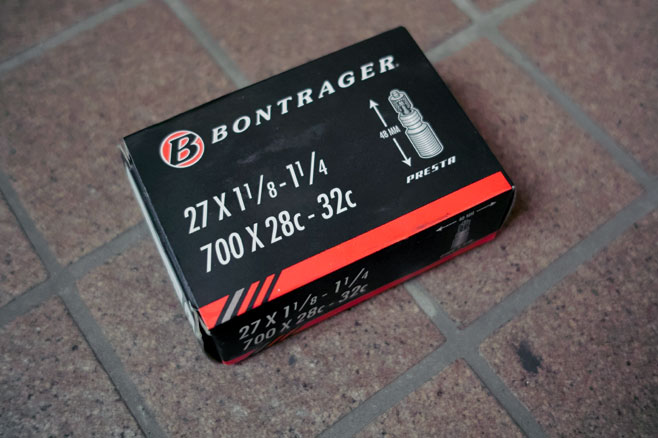 B BONTRAGER
48 MM
PRESTA
27 X 1 1/8 - 1 1/4
700 X 28c - 32c
27 X 1 1/8 - 1 1/4
700 X 28c - 32c